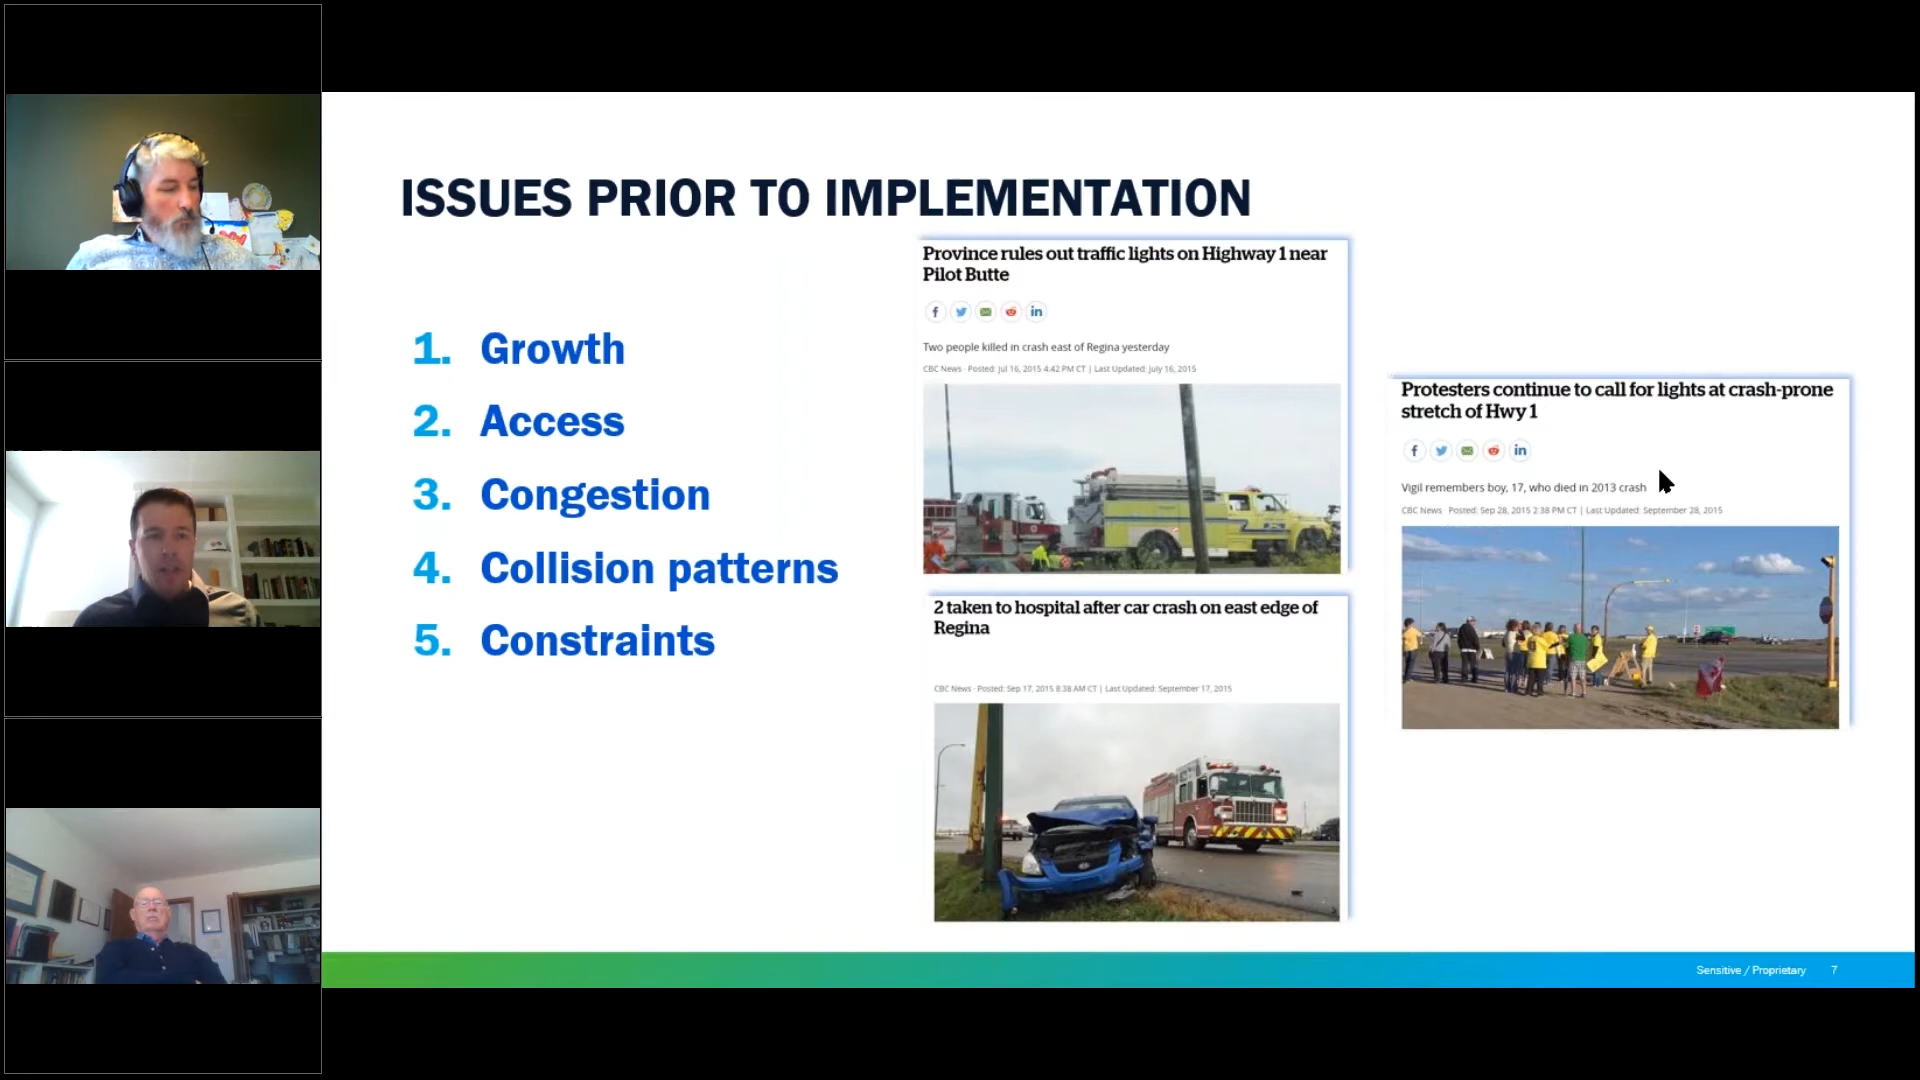 ISSUES PRIOR TO IMPLEMENTATION
1. Growth
2. Access
3. Congestion
4. Collision patterns
5. Constraints
Province rules out traffic lights on Highway 1 near
Pilot Butte
Two people killed in crash east of Regina yesterday
CBC News · Posted: Jul 16, 2015 4:42 PM CT | Last Updated: July 16, 2015
2 taken to hospital after car crash on east edge of
Regina
CBC News · Posted: Sep 17, 2015 8:38 AM CT | Last Updated: September 17, 2015
Protesters continue to call for lights at crash-prone
stretch of Hwy 1
Vigil remembers boy, 17, who died in 2013 crash
CBC News Posted: Sep 28, 2015 2:38 PM CT | Last Updated: September 28, 2015
Sensitive / Proprietary 7